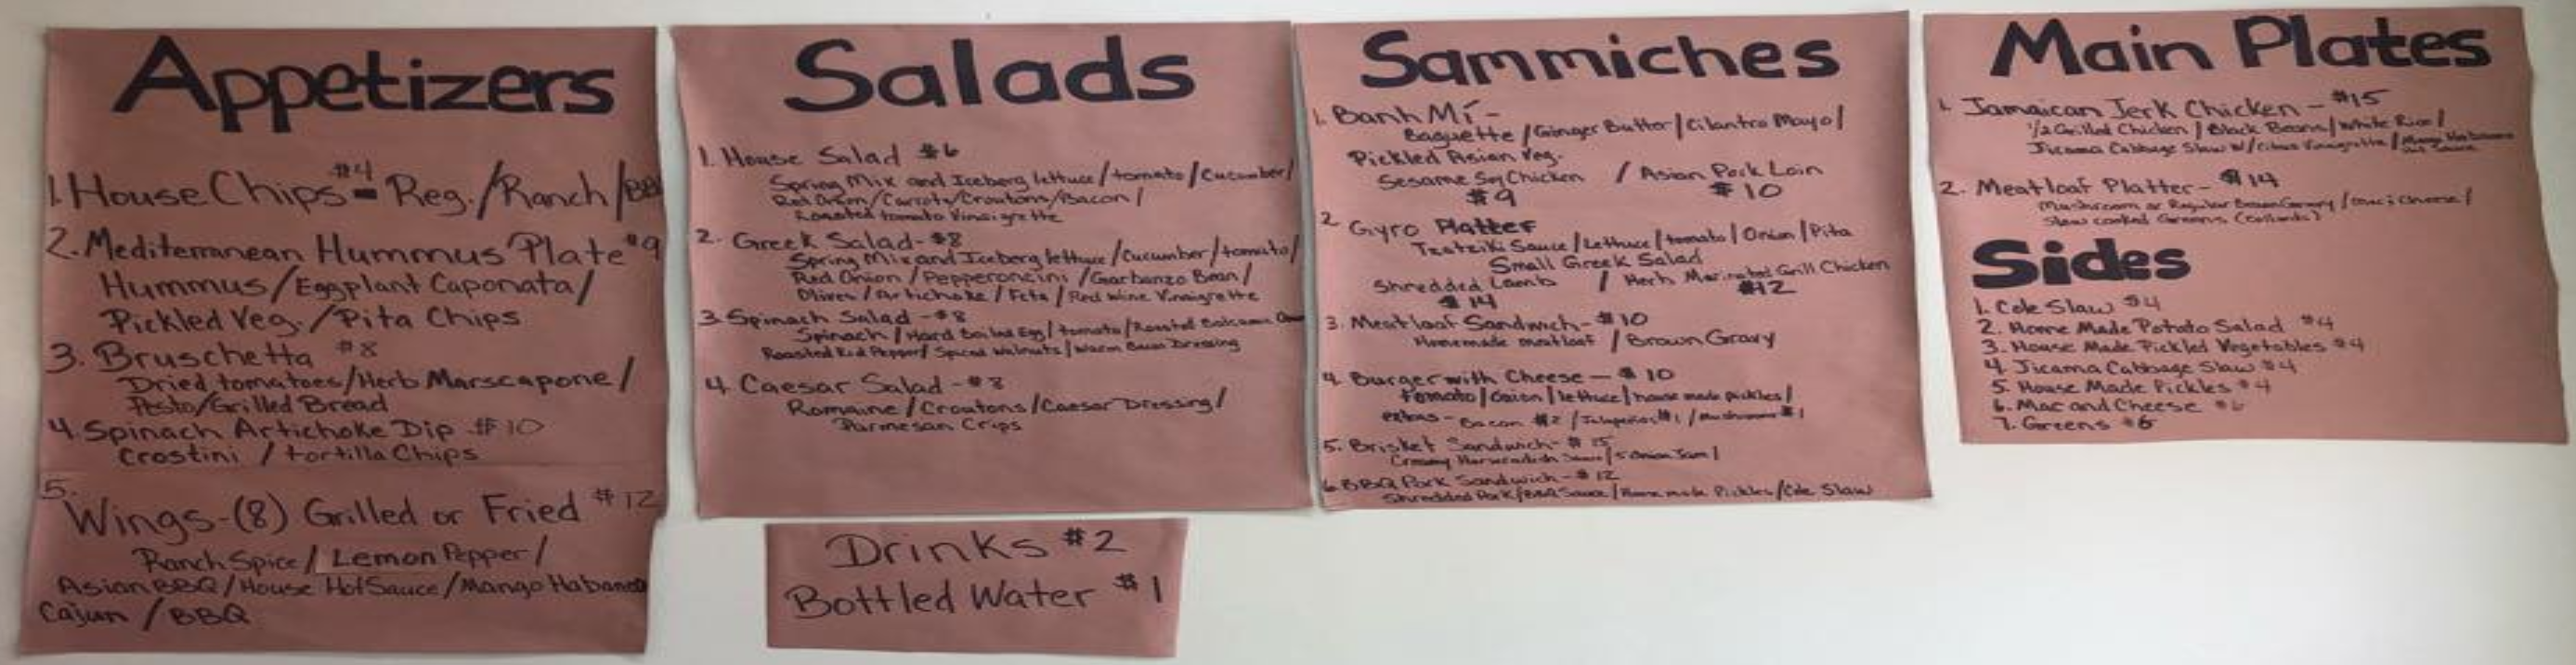 Appetizers
$4
1. House Chips - Reg./Ranch/BB
2. Mediterranean Hummus Plate $9
Hummus/Eggplant Caponata/
Pickled Veg./Pita Chips
3. Bruschetta $8
Dried tomatoes/Herb Marscapone/
Pesto/Grilled Bread
4. Spinach Artichoke Dip $10
Crostini / tortilla Chips
5.
Wings-(8) Grilled or Fried $12
Ranch Spice/ Lemon Pepper/
Asian BBQ/House Hot Sauce/Mango Habanero
Cajun / BBQ
Salads
1. House Salad $6
Spring Mix and Iceberg lettuce/tomato/Cucumber/
Red Onion/Carrots/Croutons/Bacon/
Roasted tomato Vinaigrette
2. Greek Salad-$8
Spring Mix and Iceberg lettuce/Cucumber/tomato/
Red Onion/Pepperoncini/Garbanzo Bean/
Olives/Artichoke/Feta/Red Wine Vinaigrette
3. Spinach Salad-$8
Spinach/Hard Boiled Egg/tomato/Roasted Balsamic
Roasted Red Pepper/Spiced Walnuts/Warm Bacon Dressing
4. Caesar Salad-$8
Romaine/Croutons/Caesar Dressing/
Parmesan Crips
Drinks $2
Bottled Water $1
Sammiches
1. Banh Mí -
Baguette/Ginger Butter/Cilantro Mayo/
Pickled Asian Veg.
Sesame Soy Chicken / Asian Pork Loin
$9 $10
2 Gyro Platter
Tzatziki Sauce/Lettuce/tomato/Onion/Pita
Small Greek Salad
Shredded Lamb / Herb Marinated Grill Chicken
$14 $12
3. Meatloaf Sandwich-$10
Homemade meatloaf / Brown Gravy
4. Burger with Cheese - $10
tomato/onion/lettuce/house made pickles/
extras- Bacon $2/Jalapeños $1/Mushrooms $1
5. Brisket Sandwich-$15
Creamy Horseradish Sauce/5 Onion Jam/
6. BBQ Pork Sandwich-$12
Shredded Pork/BBQ Sauce/Home made Pickles/Cole Slaw
Main Plates
1. Jamaican Jerk Chicken - $15
1/2 Grilled Chicken/Black Beans/White Rice/
Jicama Cabbage Slaw w/Citrus Vinaigrette/Mango Habanero
Hot Sauce
2. Meatloaf Platter- $14
Mushroom or Regular Brown Gravy/mac & cheese/
Slow cooked Greens (collards)
Sides
1. Cole Slaw $4
2. Home Made Potato Salad $4
3. House Made Pickled Vegetables $4
4. Jicama Cabbage Slaw $4
5. House Made Pickles $4
6. Mac and Cheese $6
7. Greens $6